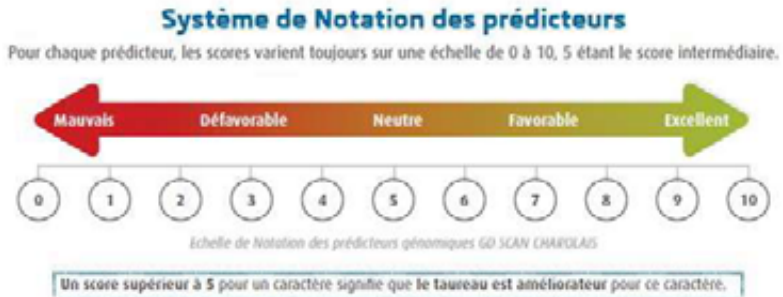 Système de Notation des prédicteurs
Pour chaque prédicteur, les scores varient toujours sur une échelle de 0 à 10, 5 étant le score intermédiaire.
Mauvais Défavorable Neutre Favorable Excellent
0 1 2 3 4 5 6 7 8 9 10
Echelle de Notation des prédicteurs génomiques GD SCAN CHAROLAIS
Un score supérieur à 5 pour un caractère signifie que le taureau est améliorateur pour ce caractère.